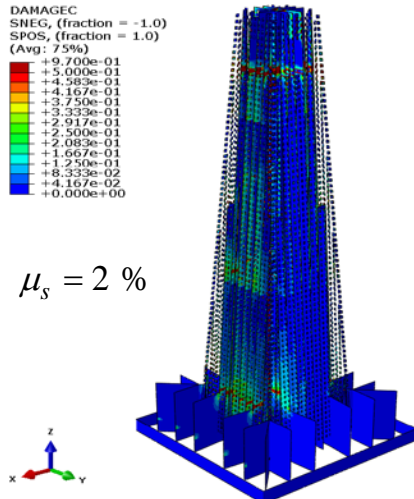 DAMAGEC
SNEG, (fraction = -1.0)
SPOS, (fraction = 1.0)
(Avg: 75%)
+9.700e-01
+5.000e-01
+4.583e-01
+4.167e-01
+3.750e-01
+3.333e-01
+2.917e-01
+2.500e-01
+2.083e-01
+1.667e-01
+1.250e-01
+8.333e-02
+4.167e-02
+0.000e+00
μs = 2 %
Z
X
Y